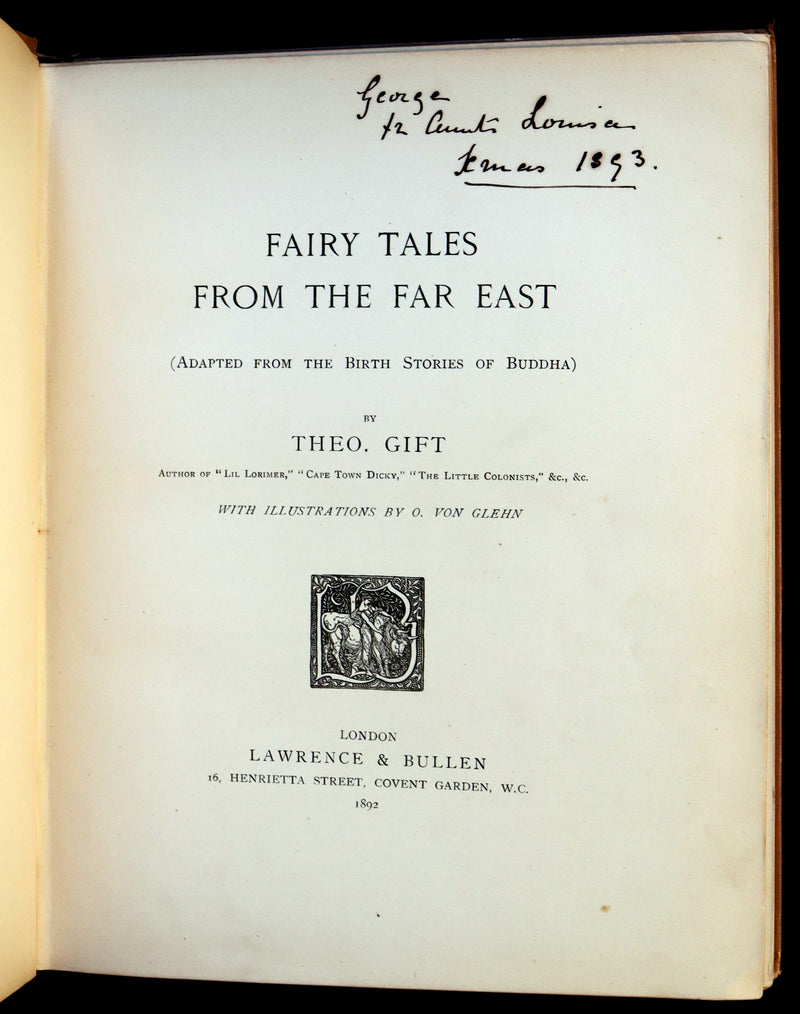 George
fr Aunt Louisa
Xmas 1893.
FAIRY TALES
FROM THE FAR EAST
(ADAPTED FROM THE BIRTH STORIES OF BUDDHA)
BY
THEO. GIFT
AUTHOR OF "LIL LORIMER," "CAPE TOWN DICKY," "THE LITTLE COLONISTS," &C., &C.
WITH ILLUSTRATIONS BY O. VON GLEHN
LONDON
LAWRENCE & BULLEN
16, HENRIETTA STREET, COVENT GARDEN, W.C.
1892